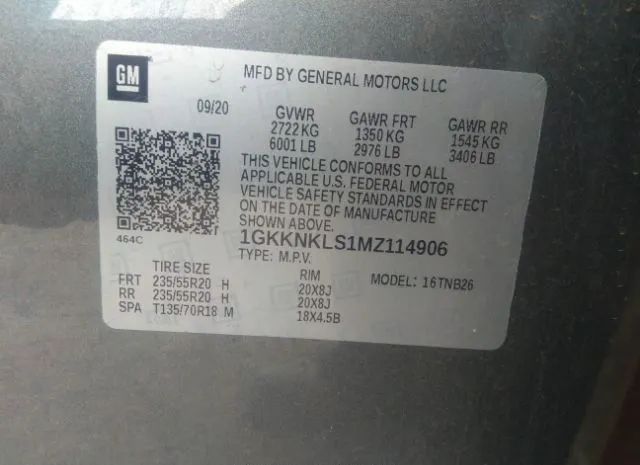 GM
MFD BY GENERAL MOTORS LLC
09/20 GVWR GAWR FRT GAWR RR
2722 KG 1350 KG 1545 KG
6001 LB 2976 LB 3406 LB
THIS VEHICLE CONFORMS TO ALL
APPLICABLE U.S. FEDERAL MOTOR
VEHICLE SAFETY STANDARDS IN EFFECT
ON THE DATE OF MANUFACTURE
SHOWN ABOVE.
464C
1GKKNKLS1MZ114906
TYPE: M.P.V.
TIRE SIZE RIM MODEL: 16TNB26
FRT 235/55R20 H 20X8J
RR 235/55R20 H 20X8J
SPA T135/70R18 M 18X4.5B